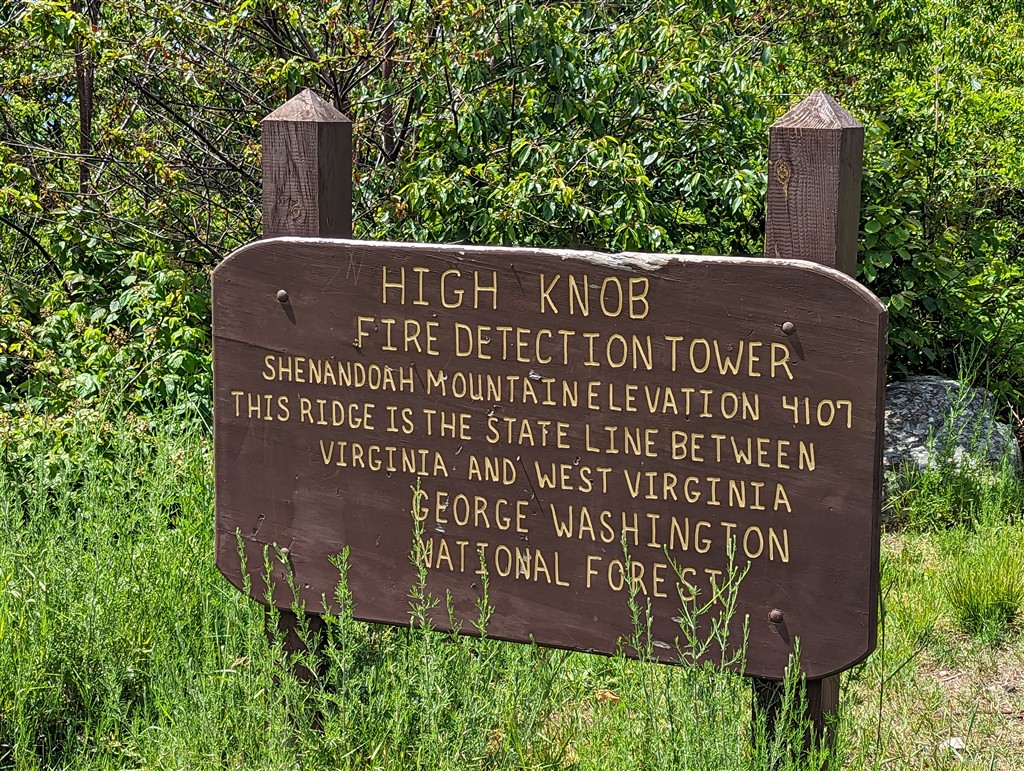 HIGH KNOB
FIRE DETECTION TOWER
SHENANDOAH MOUNTAIN ELEVATION 4107
THIS RIDGE IS THE STATE LINE BETWEEN
VIRGINIA AND WEST VIRGINIA
GEORGE WASHINGTON
NATIONAL FOREST